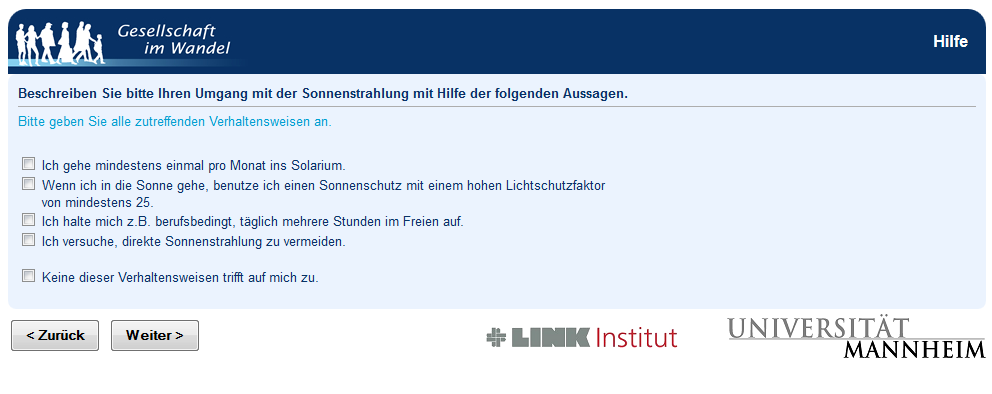 Gesellschaft
im Wandel
Hilfe
Beschreiben Sie bitte Ihren Umgang mit der Sonnenstrahlung mit Hilfe der folgenden Aussagen.
Bitte geben Sie alle zutreffenden Verhaltensweisen an.
Ich gehe mindestens einmal pro Monat ins Solarium.
Wenn ich in die Sonne gehe, benutze ich einen Sonnenschutz mit einem hohen Lichtschutzfaktor
von mindestens 25.
Ich halte mich z.B. berufsbedingt, täglich mehrere Stunden im Freien auf.
Ich versuche, direkte Sonnenstrahlung zu vermeiden.
Keine dieser Verhaltensweisen trifft auf mich zu.
< Zurück
Weiter >
LINK Institut
UNIVERSITÄT
MANNHEIM